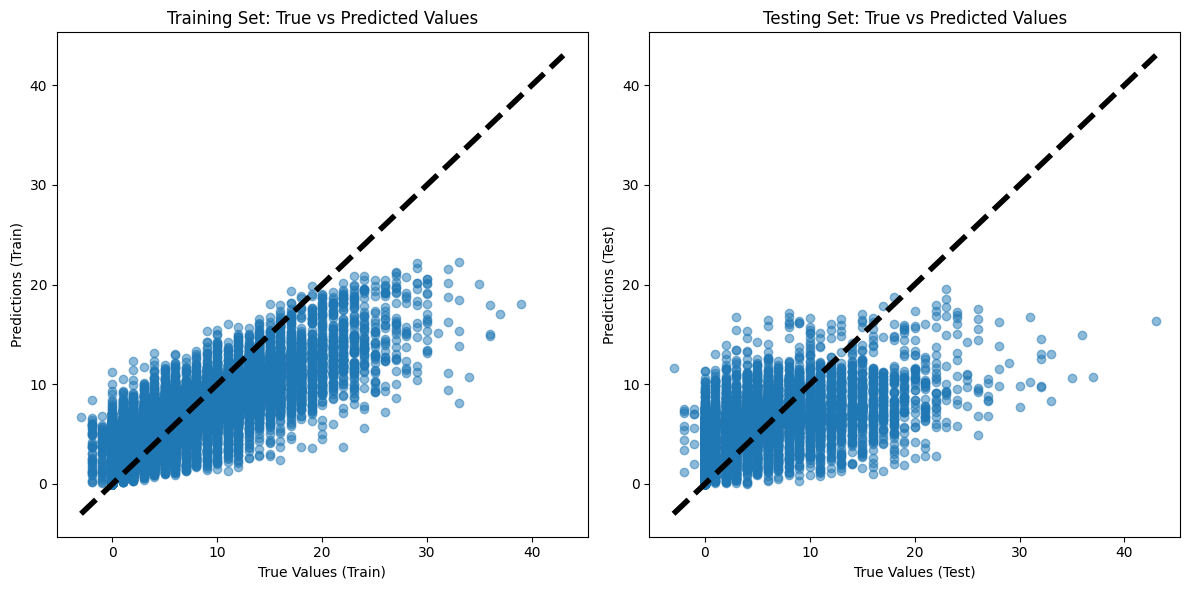 Training Set: True vs Predicted Values
Predictions (Train)
40
30
20
10
0
0 10 20 30 40
True Values (Train)
Testing Set: True vs Predicted Values
Predictions (Test)
40
30
20
10
0
0 10 20 30 40
True Values (Test)